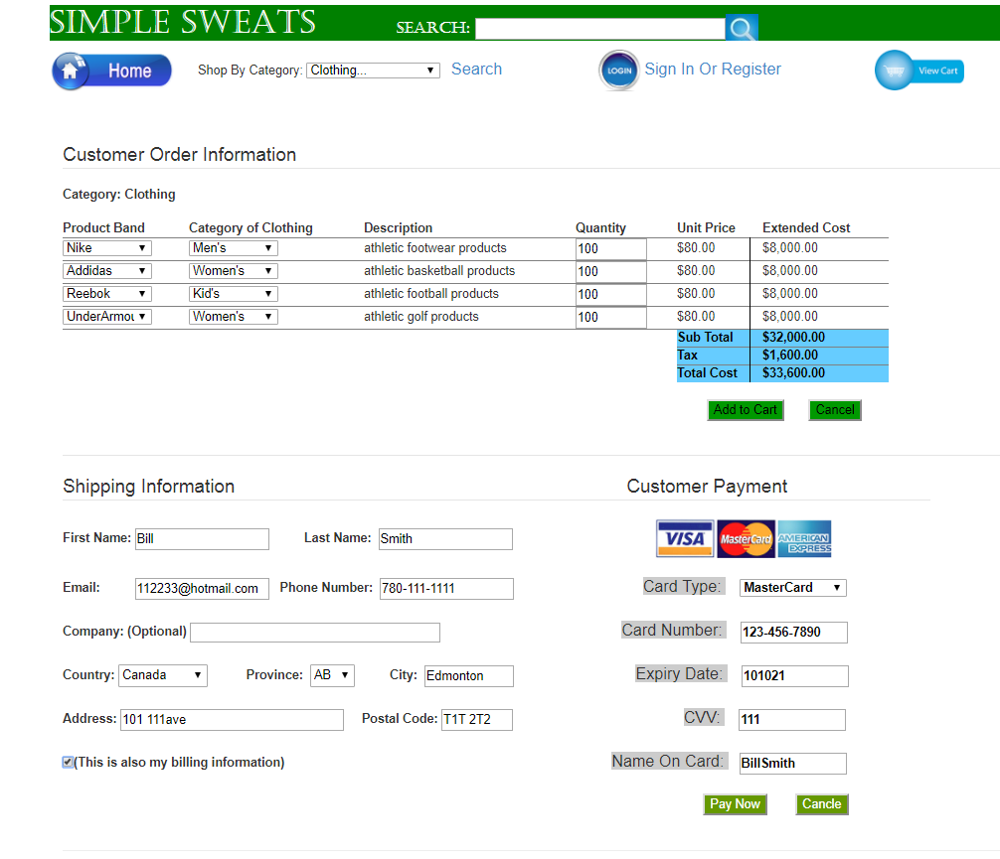 SIMPLE SWEATS SEARCH:
Home Shop By Category: Clothing... Search LOGIN Sign In Or Register View Cart
Customer Order Information
Category: Clothing
Product Band Category of Clothing Description Quantity Unit Price Extended Cost
Nike Men's athletic footwear products 100 $80.00 $8,000.00
Addidas Women's athletic basketball products 100 $80.00 $8,000.00
Reebok Kid's athletic football products 100 $80.00 $8,000.00
UnderArmou Women's athletic golf products 100 $80.00 $8,000.00
Sub Total $32,000.00
Tax $1,600.00
Total Cost $33,600.00
Add to Cart Cancel
Shipping Information
First Name: Bill Last Name: Smith
Email: 112233@hotmail.com Phone Number: 780-111-1111
Company: (Optional)
Country: Canada Province: AB City: Edmonton
Address: 101 111ave Postal Code: T1T 2T2
(This is also my billing information)
Customer Payment
VISA MasterCard AMERICAN EXPRESS
Card Type: MasterCard
Card Number: 123-456-7890
Expiry Date: 101021
CVV: 111
Name On Card: BillSmith
Pay Now Cancle